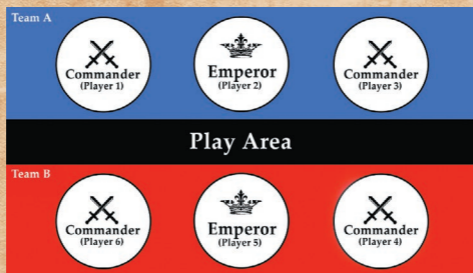 Team A
Commander
(Player 1)
Emperor
(Player 2)
Commander
(Player 3)
Play Area
Team B
Commander
(Player 6)
Emperor
(Player 5)
Commander
(Player 4)